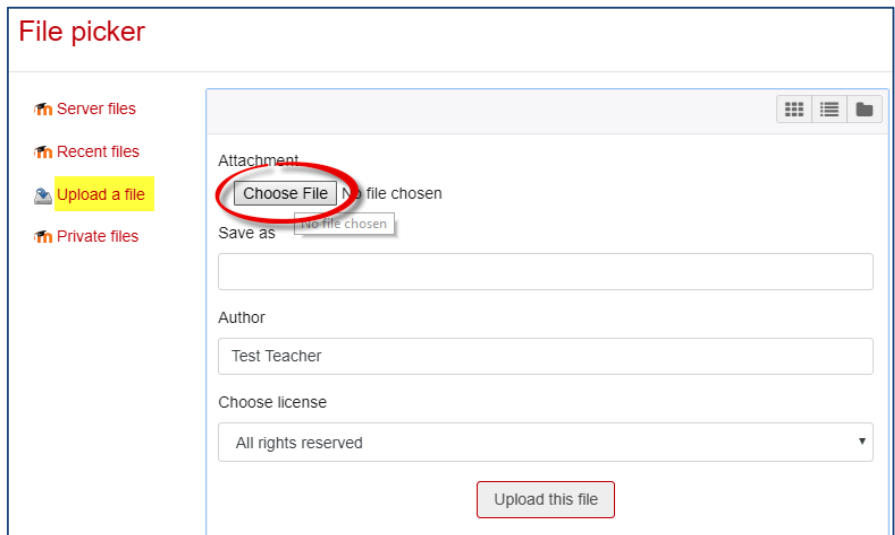 File picker
Server files
Recent files
Upload a file
Private files
Attachment
Choose File No file chosen
No file chosen
Save as
Author
Test Teacher
Choose license
All rights reserved
Upload this file